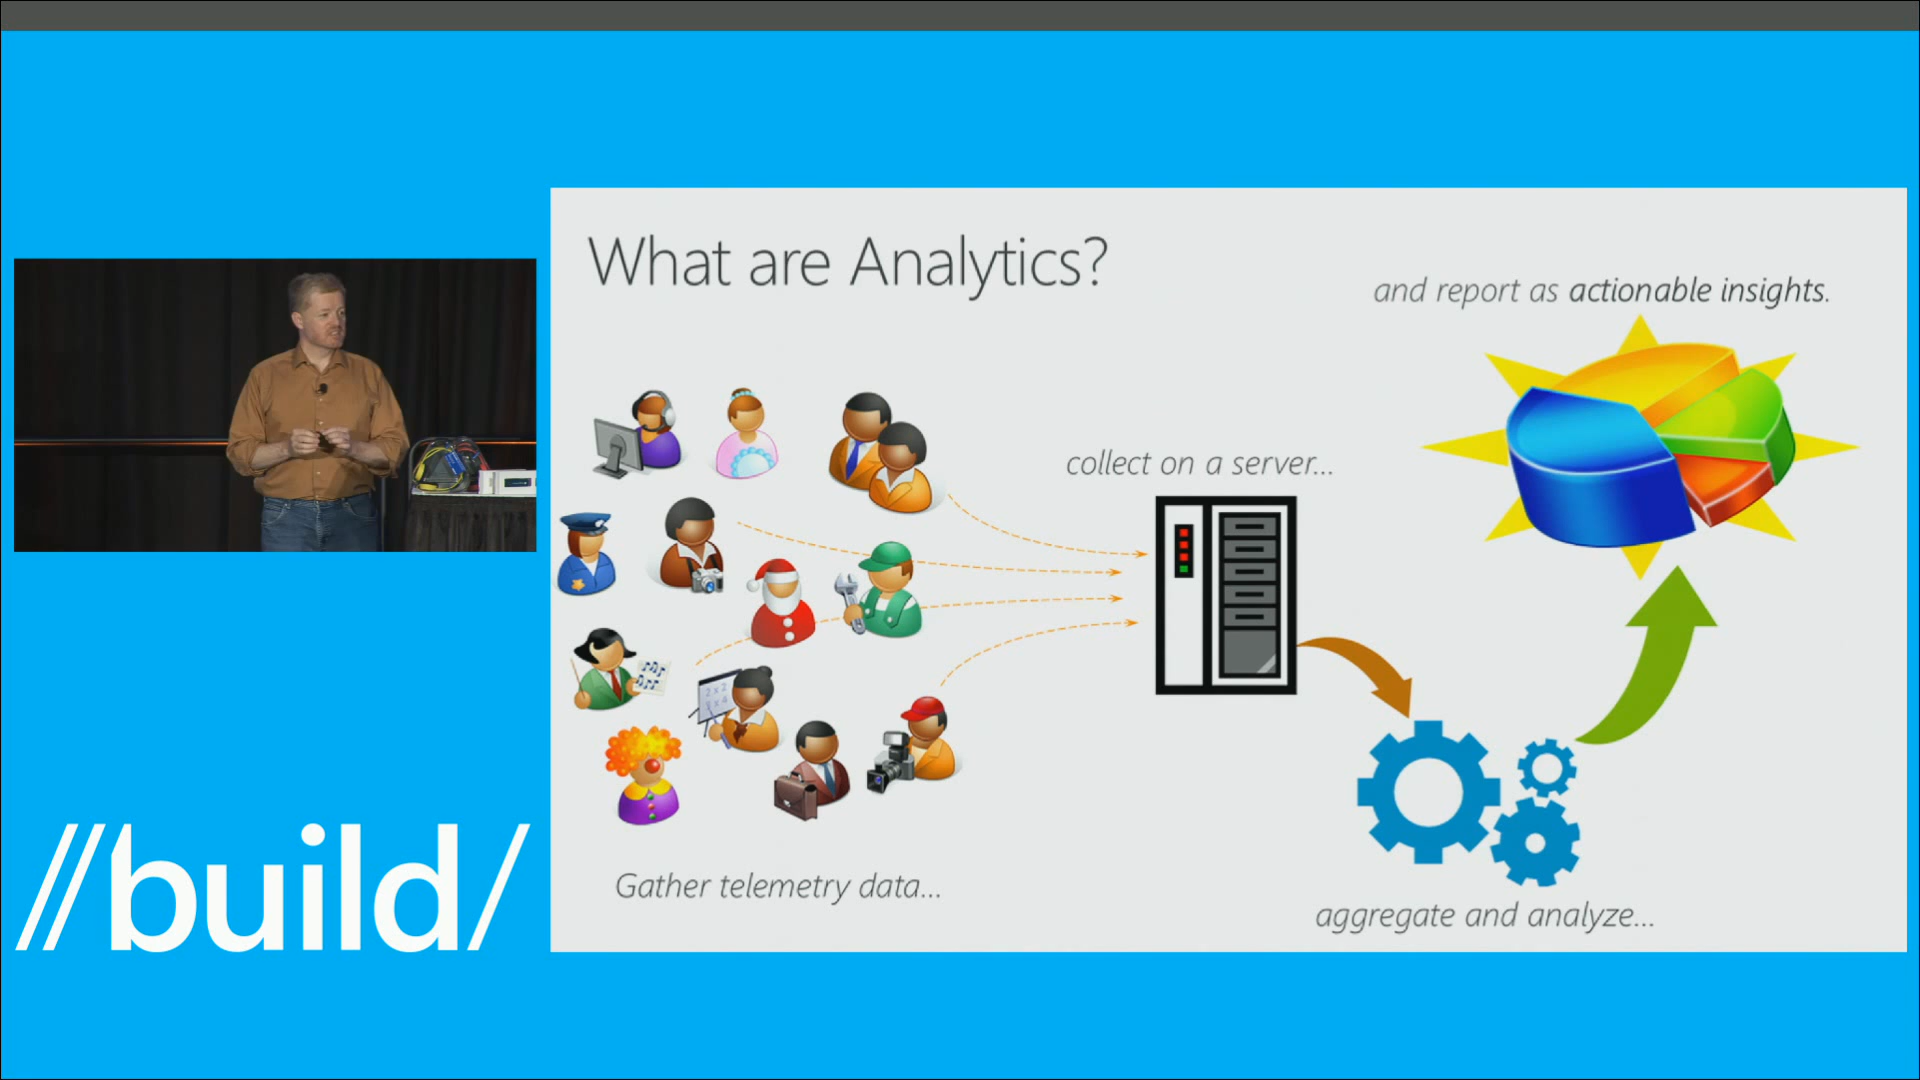 What are Analytics?
and report as actionable insights.
collect on a server...
Gather telemetry data...
aggregate and analyze...
//build/